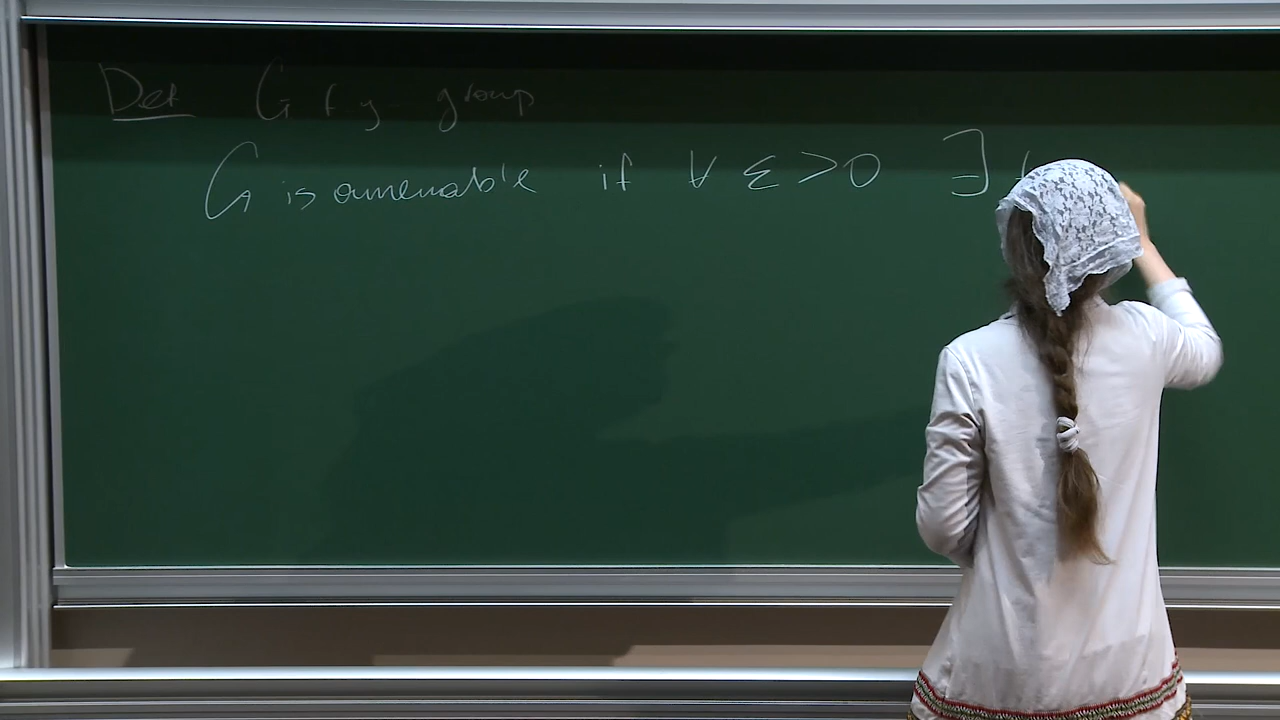 Def G f g group
G is amenable if ∀ ε>0 ∃